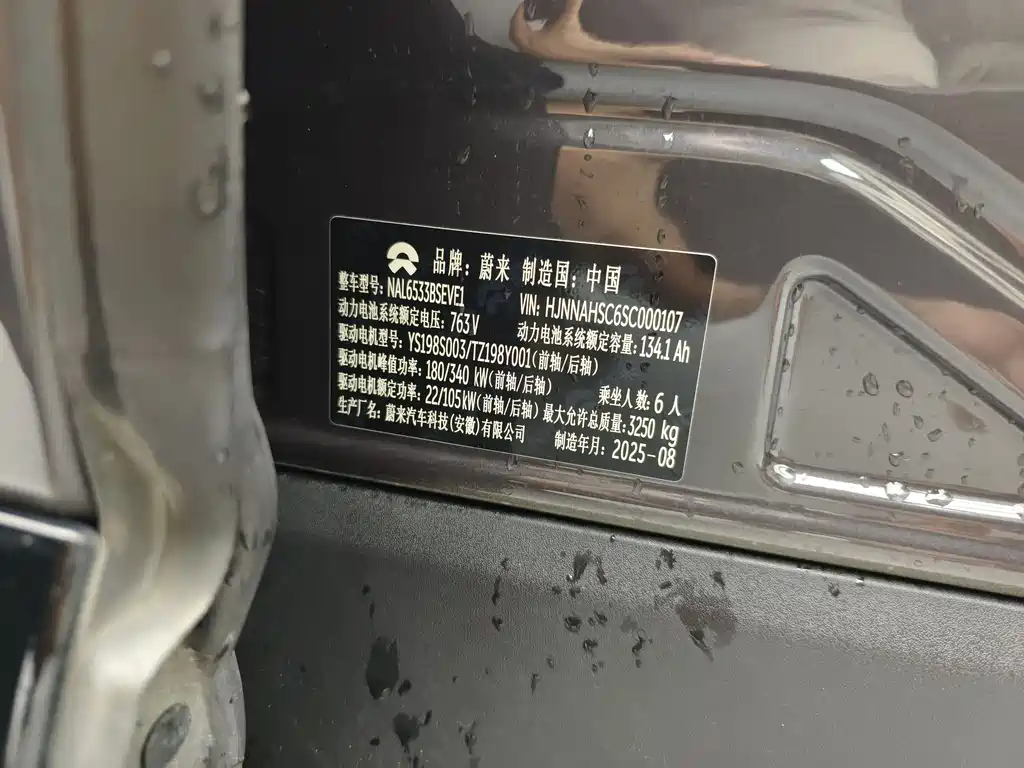 品牌：蔚来 制造国：中国
整车型号：NAL6533BSEVE1 VIN: HJNNAHSC6SC000107
动力电池系统额定电压：763V 动力电池系统额定容量：134.1 Ah
驱动电机型号：YS198S003/TZ198Y001(前轴/后轴)
驱动电机峰值功率：180/340 kW(前轴/后轴) 乘坐人数：6 人
驱动电机额定功率：22/105kW(前轴/后轴) 最大允许总质量：3250 kg
生产厂名：蔚来汽车科技(安徽)有限公司 制造年月：2025-08